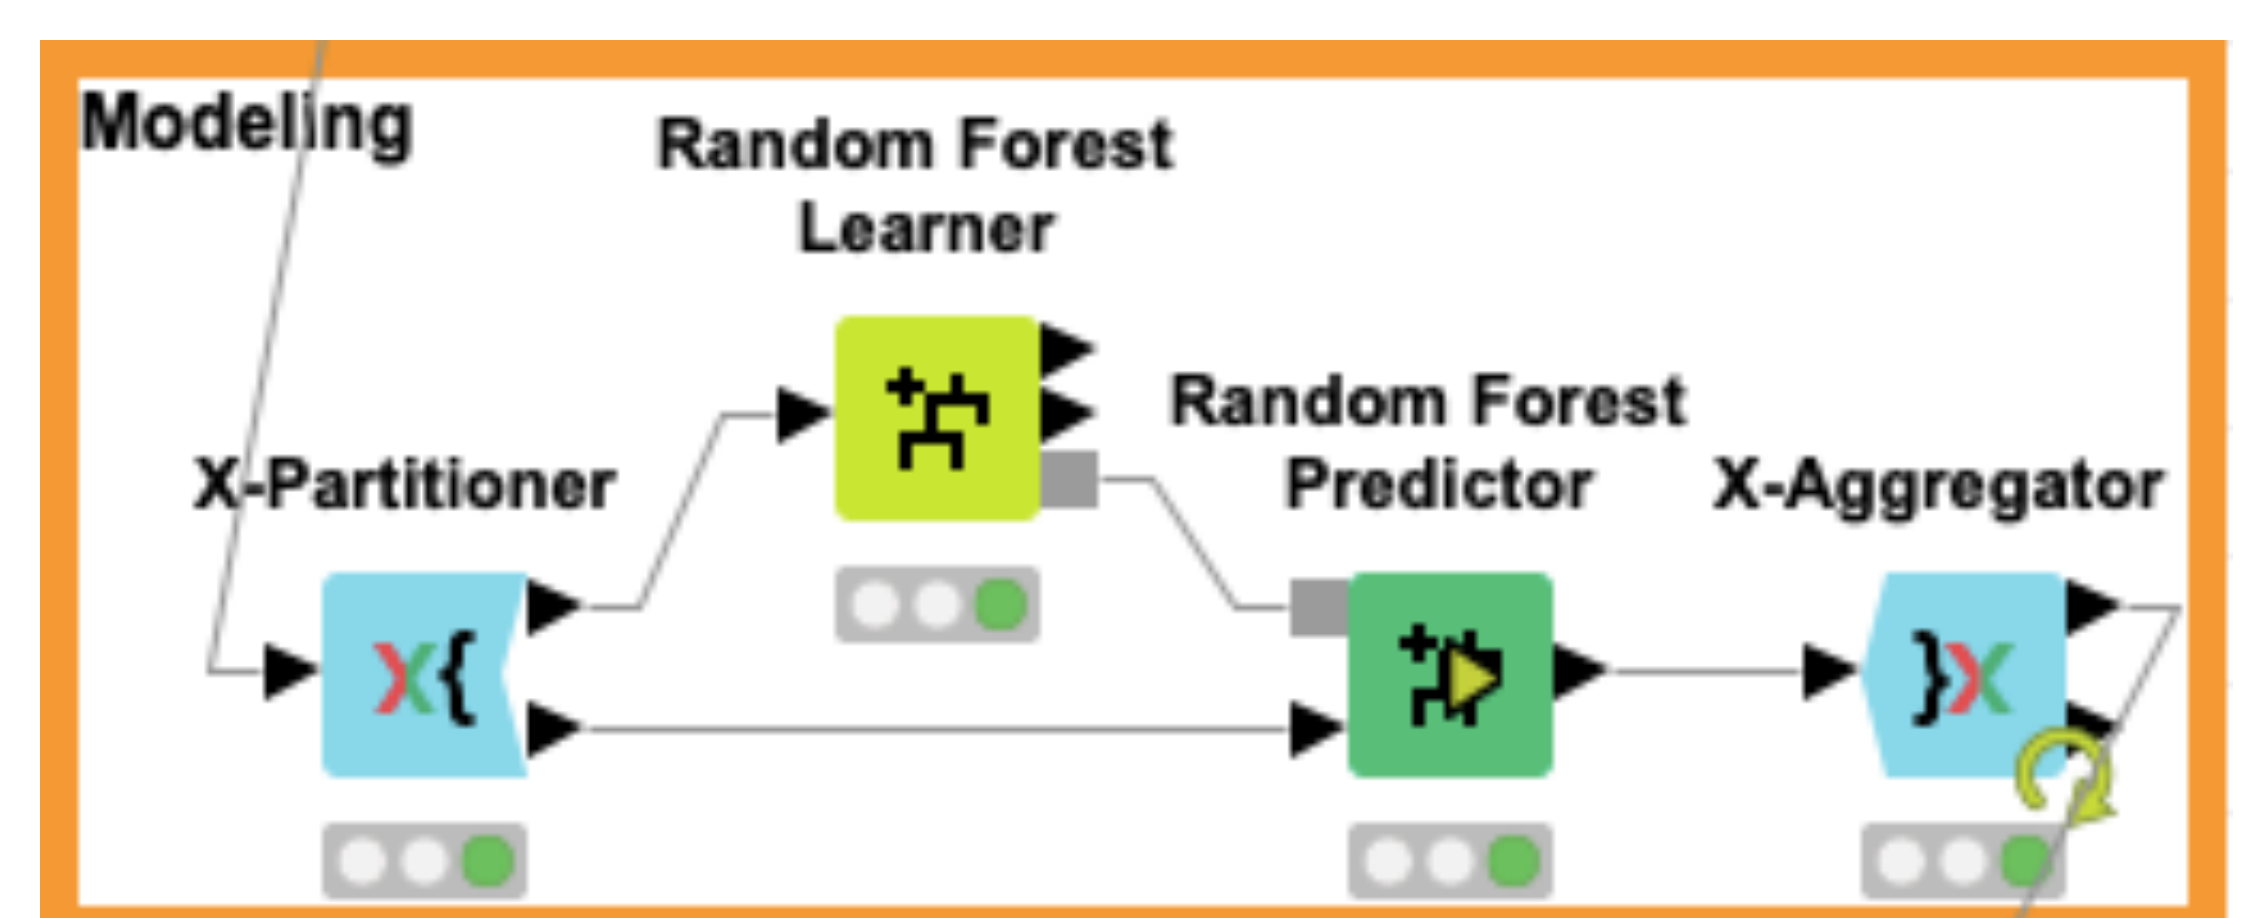 Modeling
Random Forest
Learner
Random Forest
Predictor
X-Partitioner
X-Aggregator
X{
}X